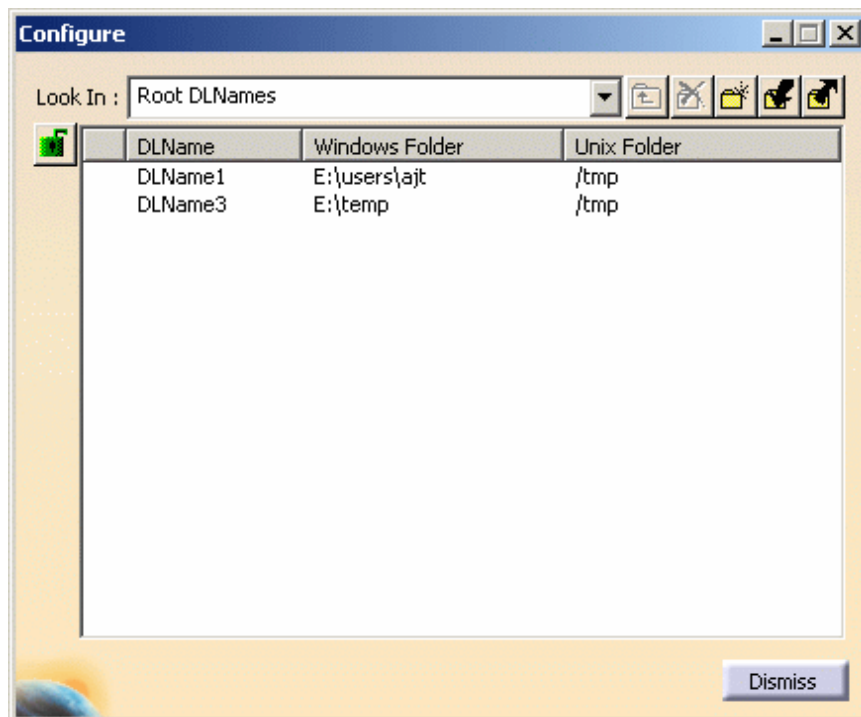 Configure
Look In : Root DLNames
DLName Windows Folder Unix Folder
DLName1 E:\users\ajt /tmp
DLName3 E:\temp /tmp
Dismiss